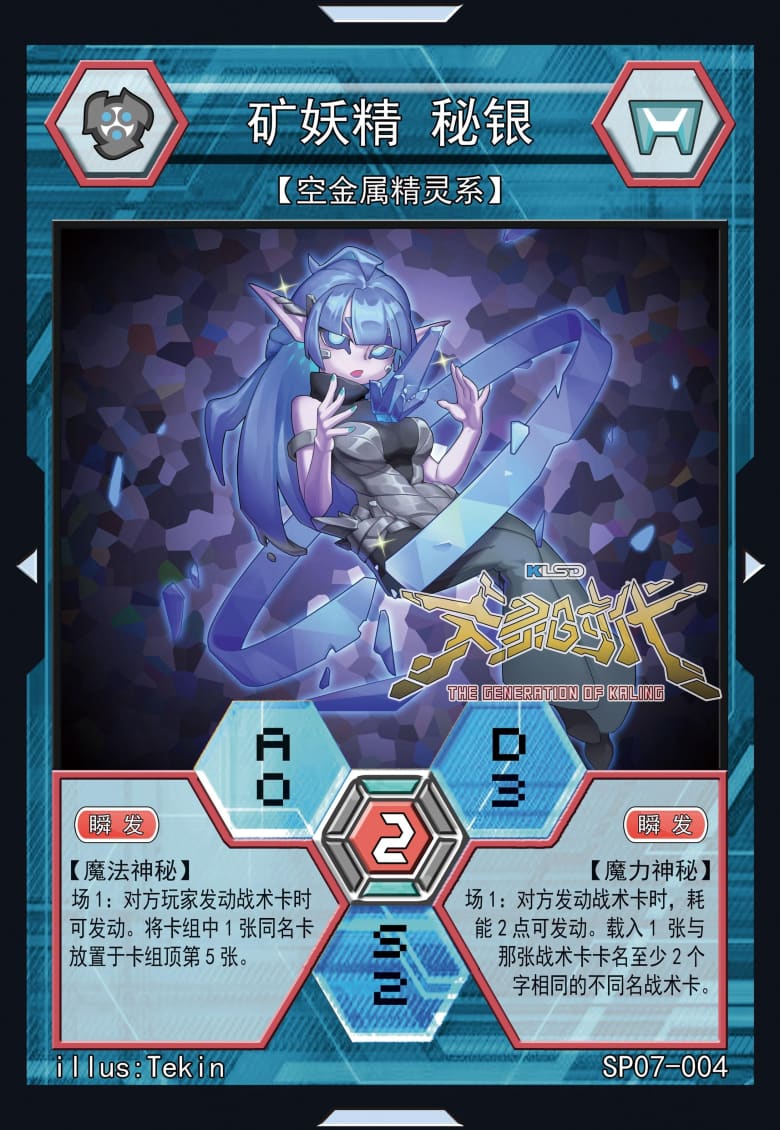 矿妖精 秘银
【空金属精灵系】
KLSD
THE GENERATION OF KALING
A
0
D
3
2
S
2
瞬 发
【魔法神秘】
场1：对方玩家发动战术卡时
可发动。将卡组中1张同名卡
放置于卡组顶第5张。
瞬 发
【魔力神秘】
场1：对方发动战术卡时，耗
能2点可发动。载入1 张与
那张战术卡卡名至少2个
字相同的不同名战术卡。
illus:Tekin
SP07-004